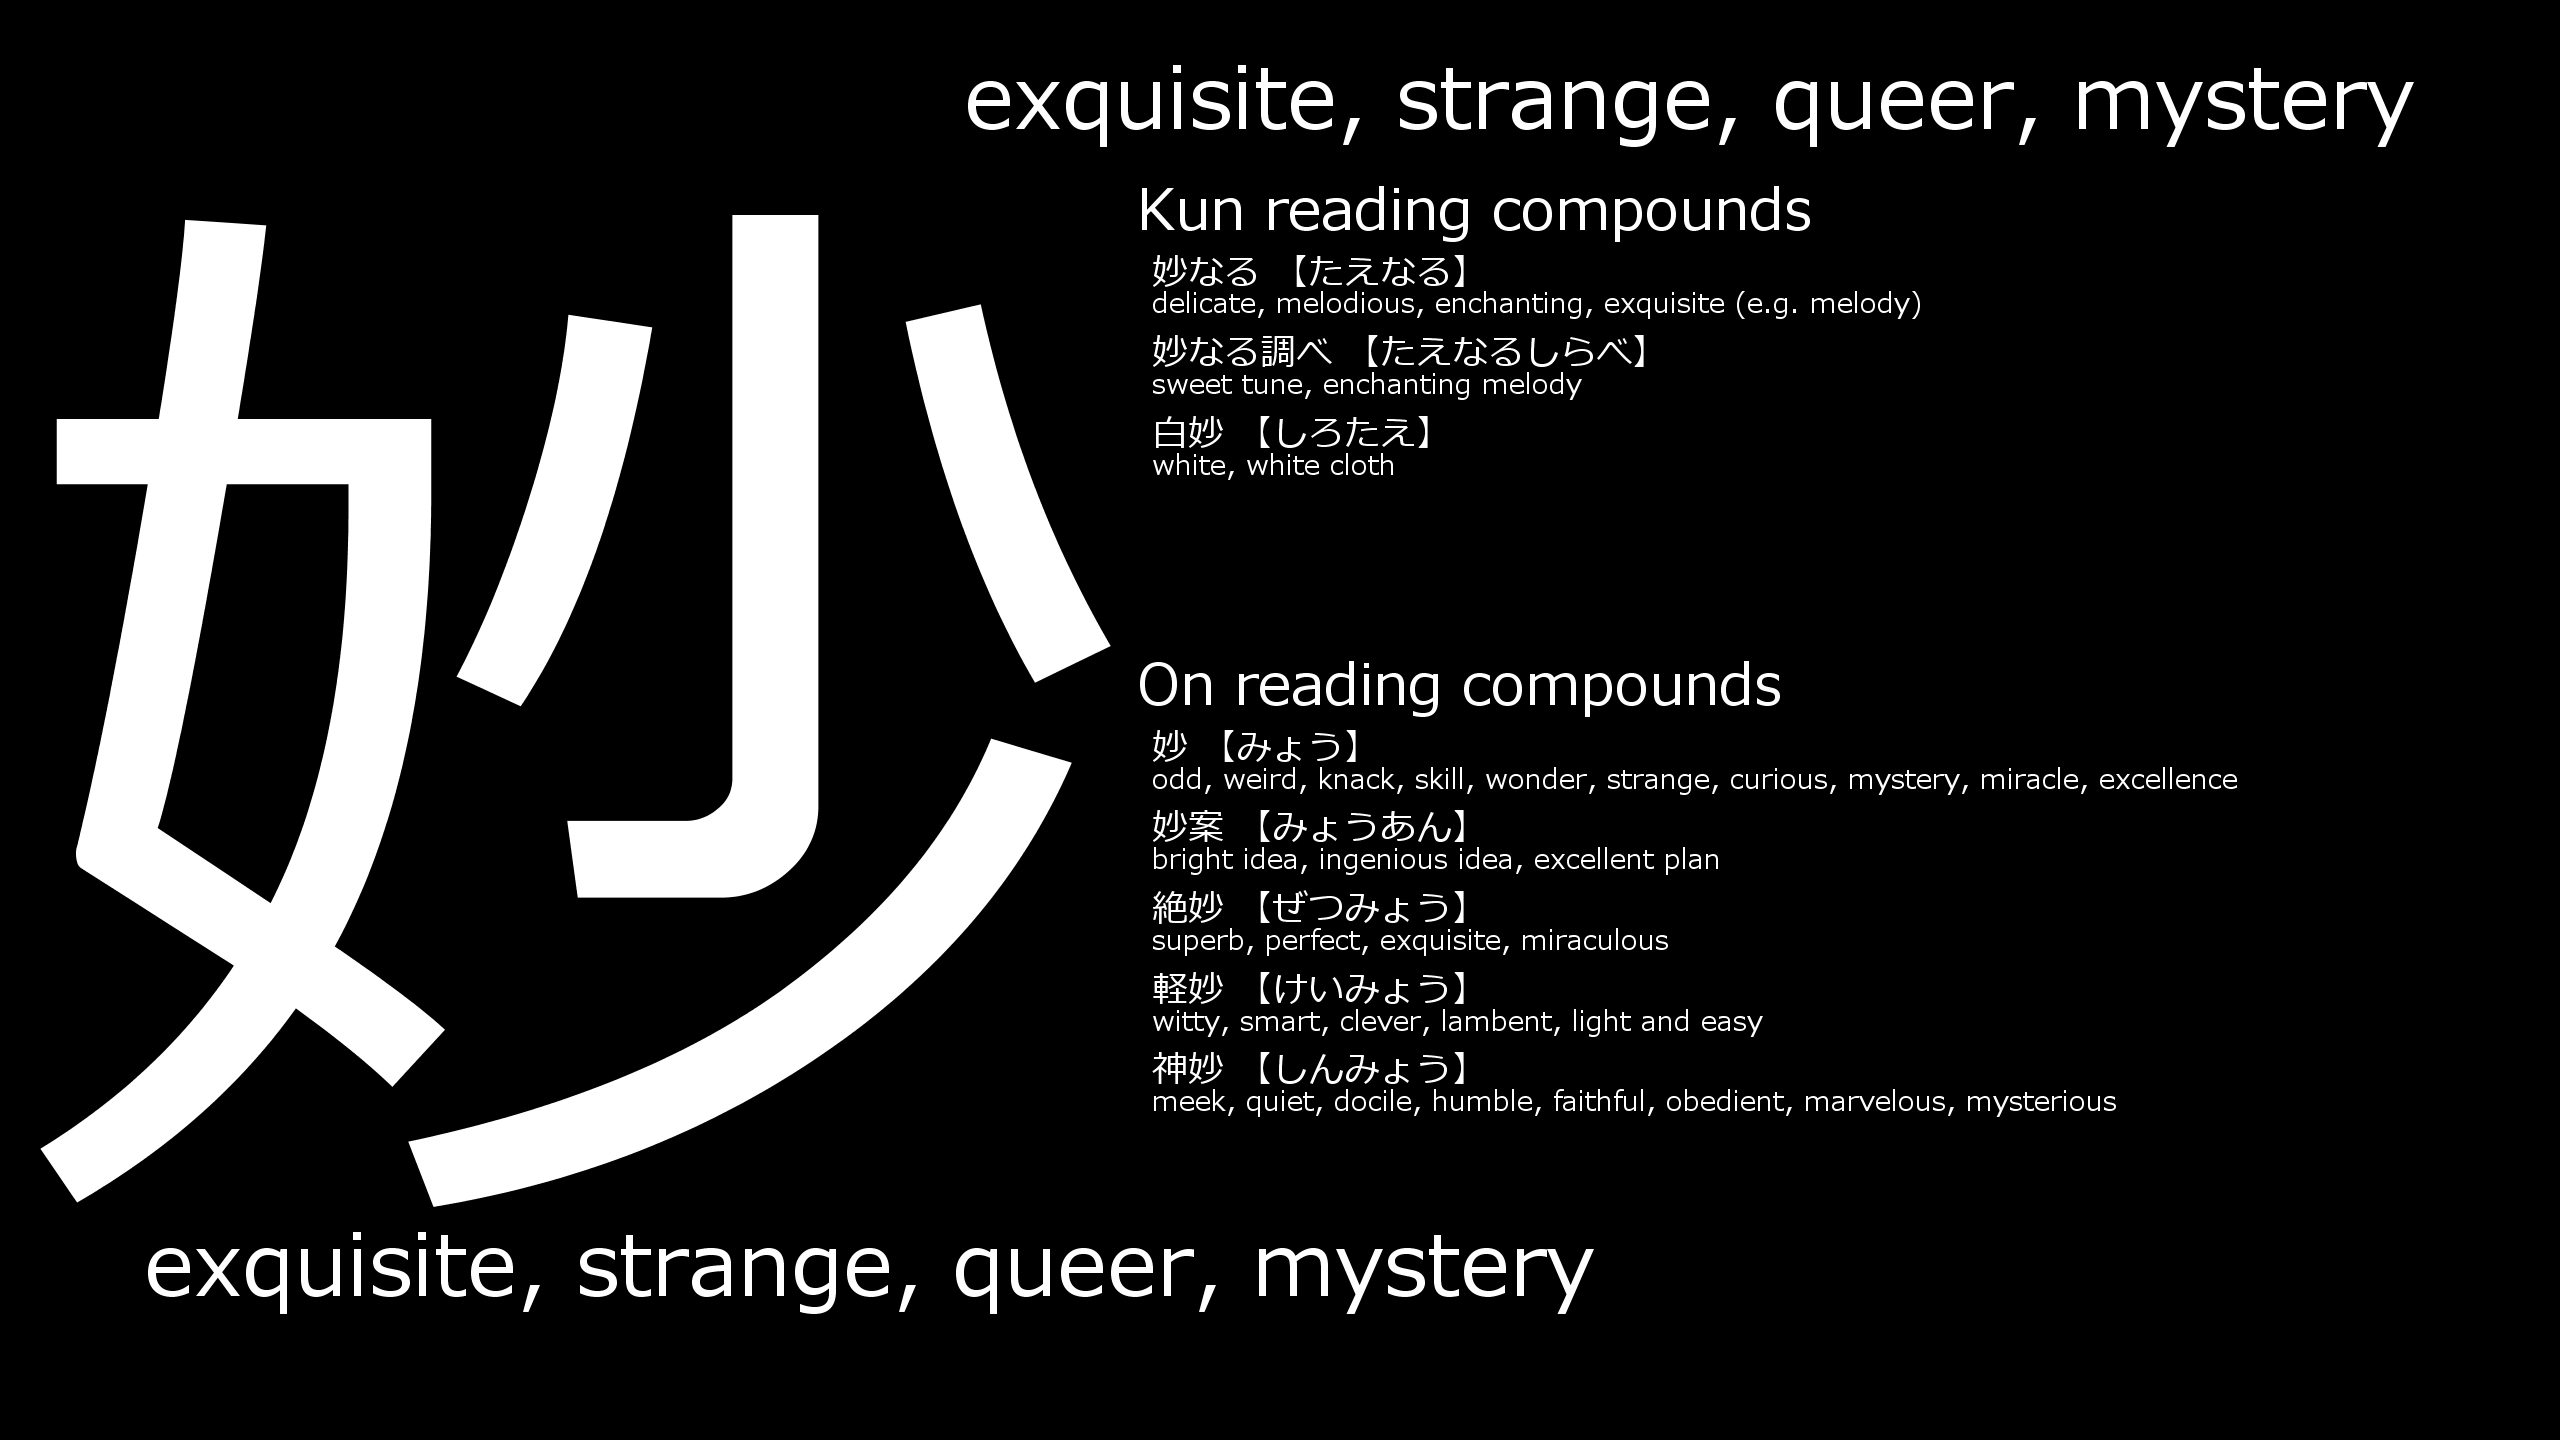 exquisite, strange, queer, mystery
妙
Kun reading compounds
妙なる 【たえなる】
delicate, melodious, enchanting, exquisite (e.g. melody)
妙なる調べ 【たえなるしらべ】
sweet tune, enchanting melody
白妙 【しろたえ】
white, white cloth
On reading compounds
妙 【みょう】
odd, weird, knack, skill, wonder, strange, curious, mystery, miracle, excellence
妙案 【みょうあん】
bright idea, ingenious idea, excellent plan
絶妙 【ぜつみょう】
superb, perfect, exquisite, miraculous
軽妙 【けいみょう】
witty, smart, clever, lambent, light and easy
神妙 【しんみょう】
meek, quiet, docile, humble, faithful, obedient, marvelous, mysterious
exquisite, strange, queer, mystery